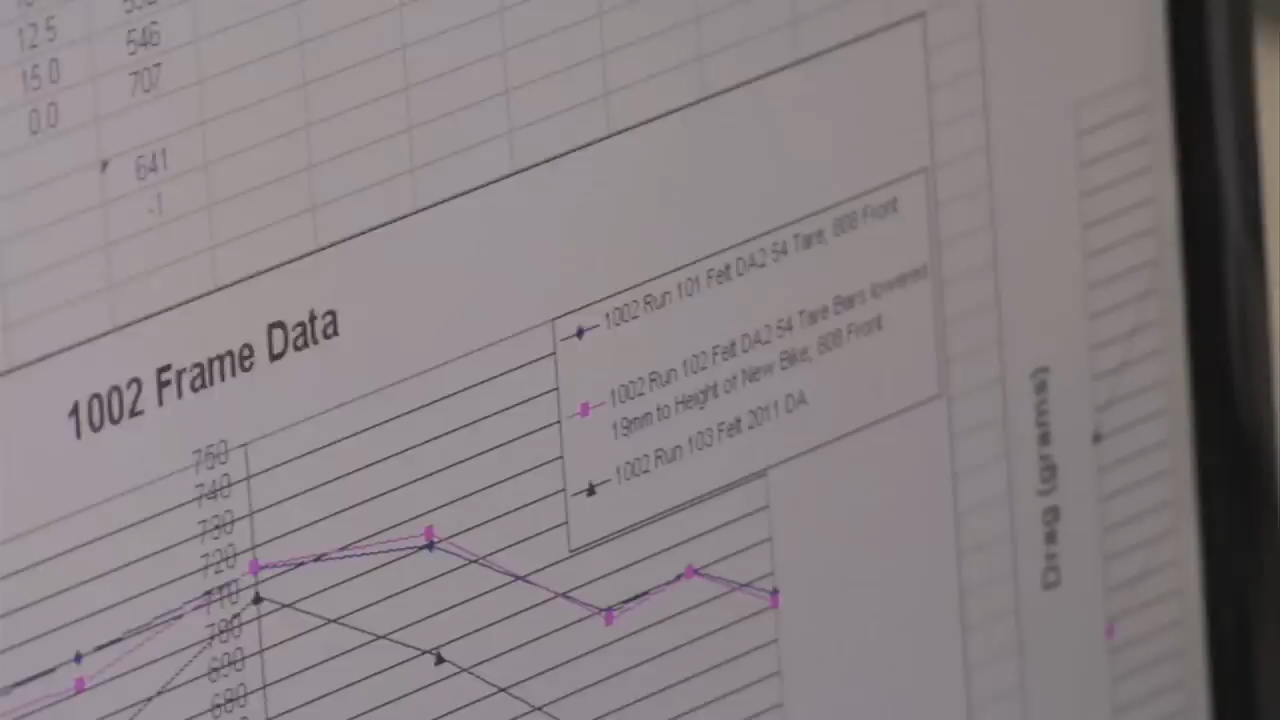 12.5
546
15.0
707
0.0
641
-1
1002 Frame Data
1002 Run 101 Felt DA2 54 Tare, 808 Front
1002 Run 102 Felt DA2 54 Tare Bars lowered
19mm to Height of New Bike, 808 Front
1002 Run 103 Felt 2011 DA
750
740
730
720
710
700
690
680
Drag (grams)